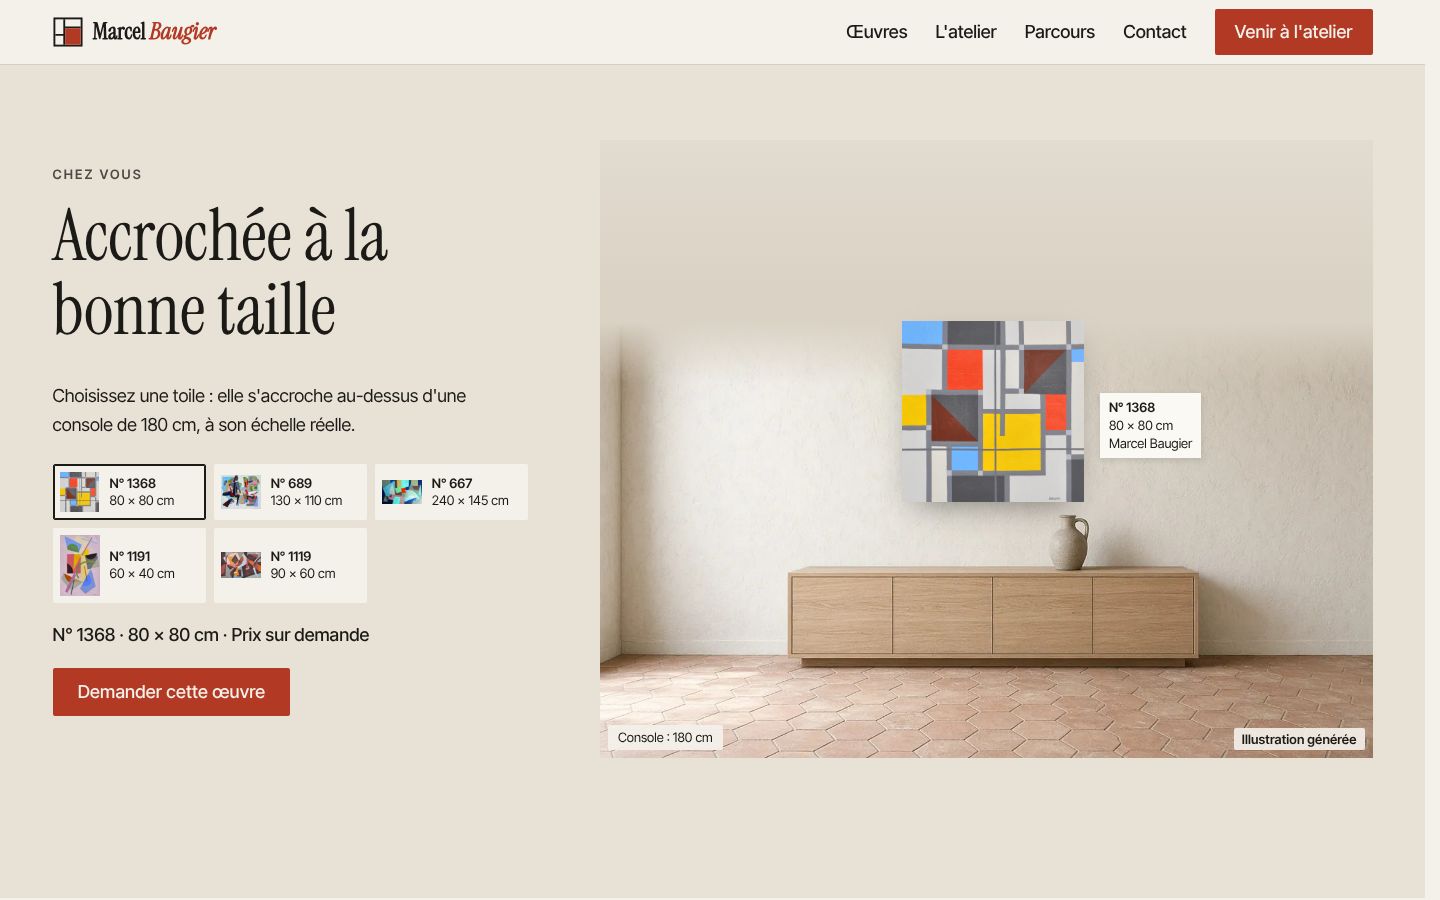 Marcel Baugier
Œuvres
L'atelier
Parcours
Contact
Venir à l'atelier
CHEZ VOUS
Accrochée à la
bonne taille
Choisissez une toile : elle s'accroche au-dessus d'une
console de 180 cm, à son échelle réelle.
N° 1368
80 × 80 cm
N° 689
130 × 110 cm
N° 667
240 × 145 cm
N° 1191
60 × 40 cm
N° 1119
90 × 60 cm
N° 1368 · 80 × 80 cm · Prix sur demande
Demander cette œuvre
N° 1368
80 × 80 cm
Marcel Baugier
Console : 180 cm
Illustration générée